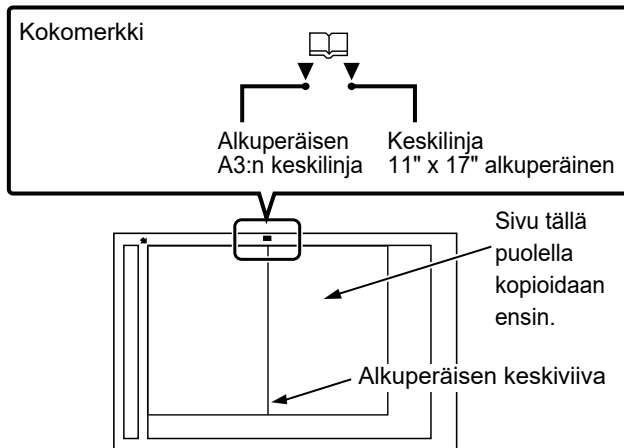 Kokomerkki
Alkuperäisen
A3:n keskilinja
Keskilinja
11" x 17" alkuperäinen
Sivu tällä
puolella
kopioidaan
ensin.
Alkuperäisen keskiviiva